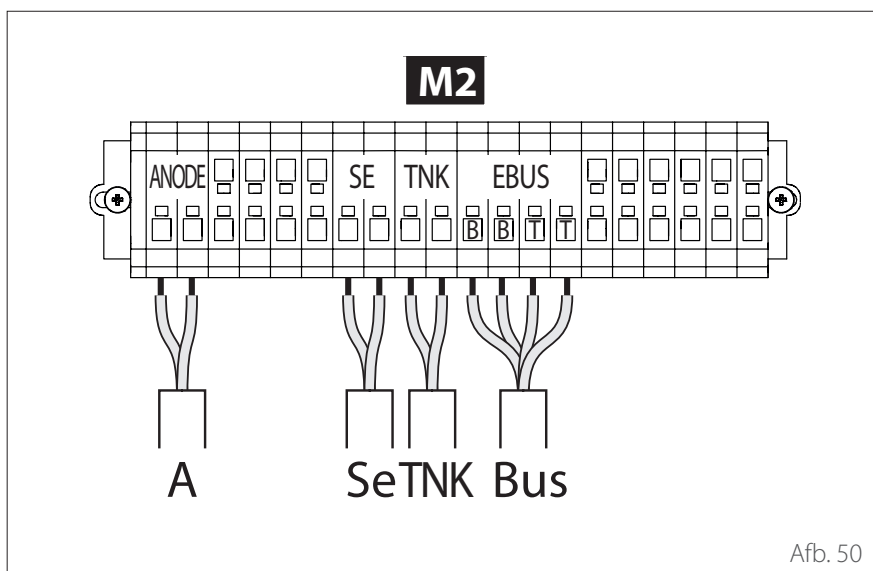 M2
ANODE SE TNK EBUS
B B T T
A Se TNK Bus
Afb. 50